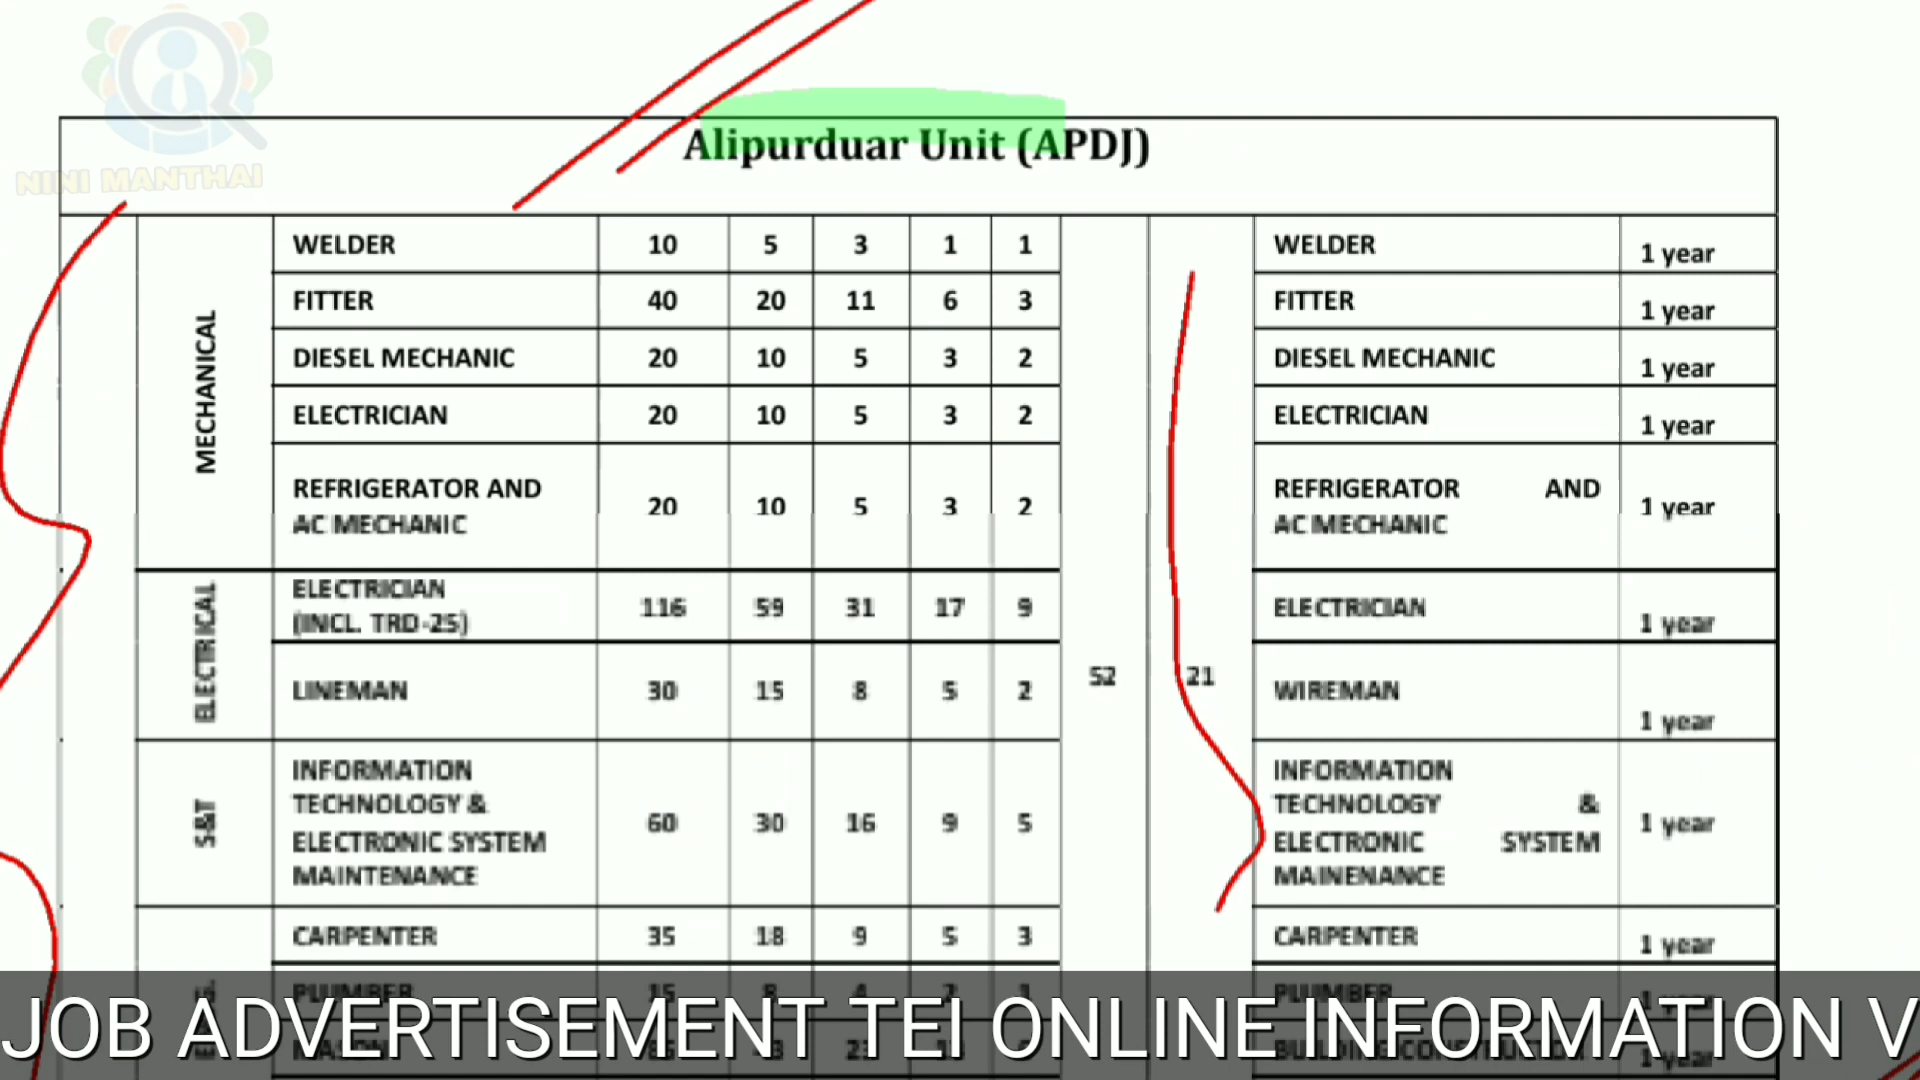 NINI MANTHAI
Alipurduar Unit (APDJ)
MECHANICAL
WELDER 10 5 3 1 1 WELDER 1 year
FITTER 40 20 11 6 3 FITTER 1 year
DIESEL MECHANIC 20 10 5 3 2 DIESEL MECHANIC 1 year
ELECTRICIAN 20 10 5 3 2 ELECTRICIAN 1 year
REFRIGERATOR AND REFRIGERATOR AND
20 10 5 3 2 1 year
AC MECHANIC AC MECHANIC
ELECTRICAL
ELECTRICIAN
116 59 31 17 9 ELECTRICIAN
(INCL. TRD-25) 1 year
52 21
LINEMAN 30 15 8 5 2 WIREMAN
1 year
S&T
INFORMATION INFORMATION
TECHNOLOGY & TECHNOLOGY &
60 30 16 9 5 1 year
ELECTRONIC SYSTEM ELECTRONIC SYSTEM
MAINTENANCE MAINENANCE
CARPENTER 35 18 9 5 3 CARPENTER 1 year
PLUMBER 15 8 4 2 1 PLUMBER 1 year
MASON 1 year
JOB ADVERTISEMENT TEI ONLINE INFORMATION V